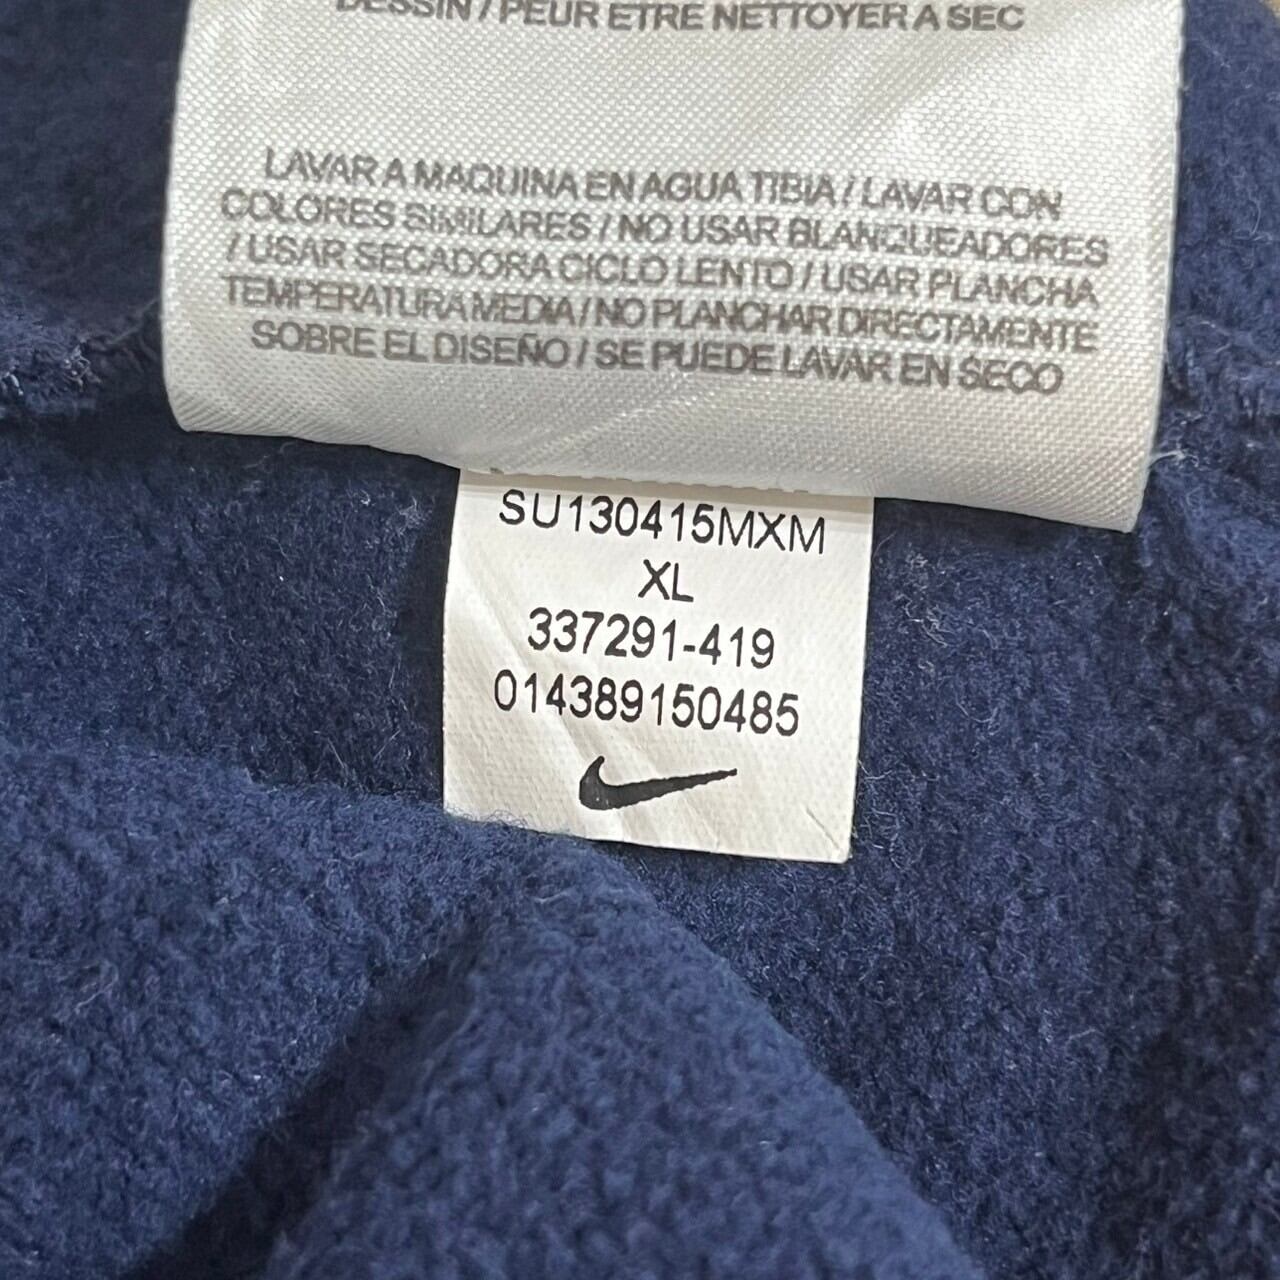 DESSIN / PEUR ETRE NETTOYER A SEC
LAVAR A MAQUINA EN AGUA TIBIA / LAVAR CON
COLORES SIMILARES / NO USAR BLANQUEADORES
/ USAR SECADORA CICLO LENTO / USAR PLANCHA
TEMPERATURA MEDIA / NO PLANCHAR DIRECTAMENTE
SOBRE EL DISEÑO / SE PUEDE LAVAR EN SECO
SU130415MXM
XL
337291-419
014389150485